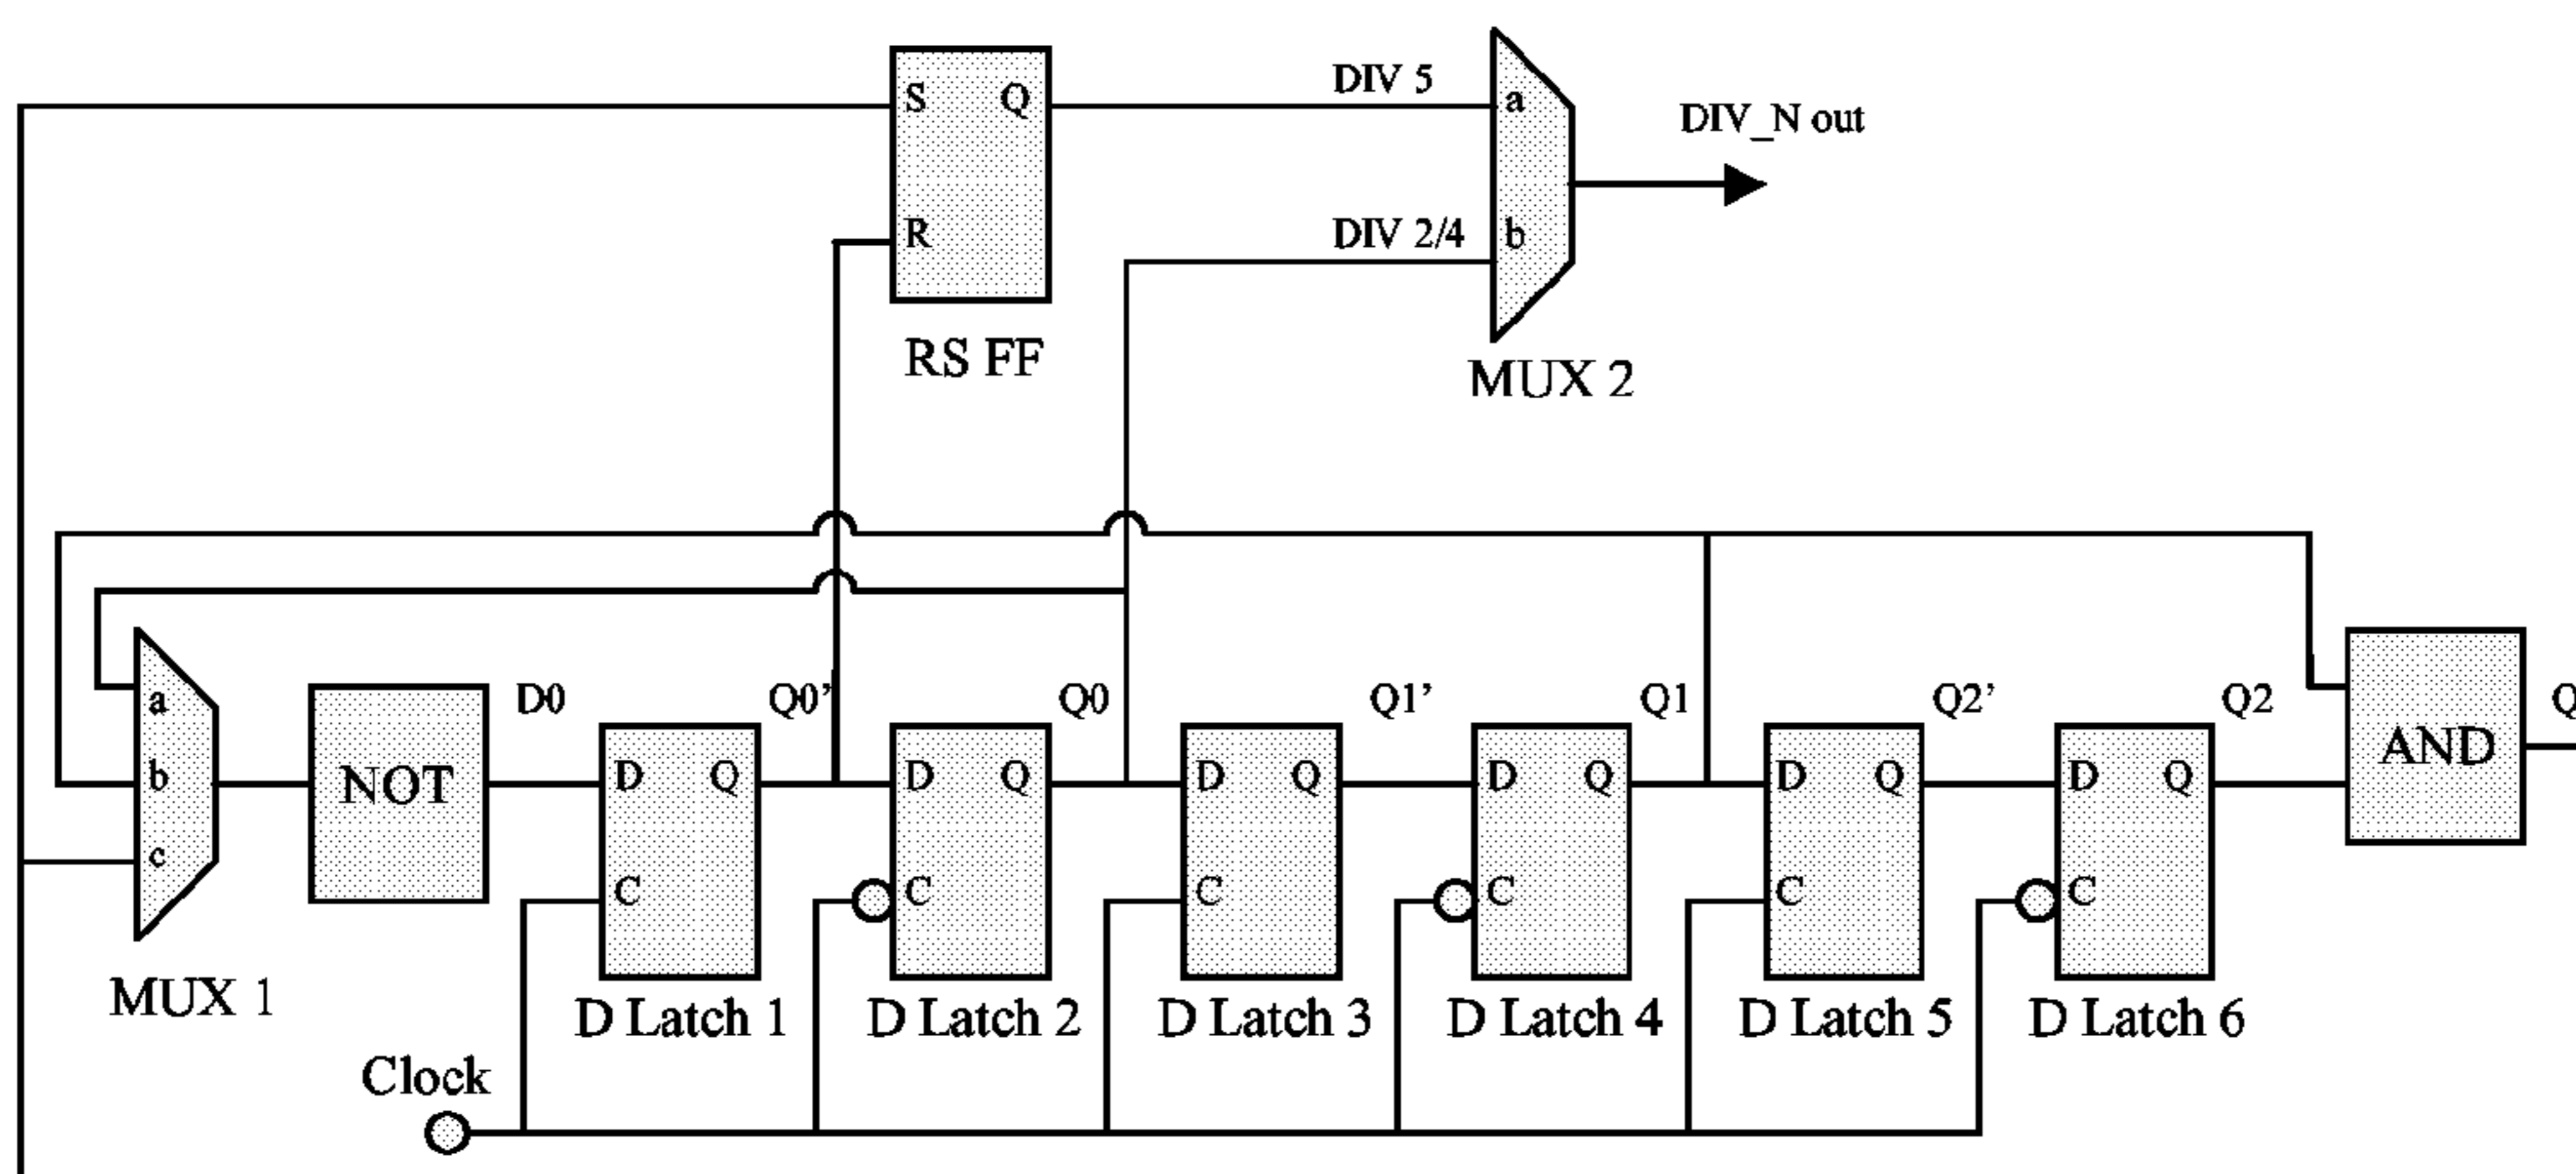 S Q
R
RS FF
DIV 5
DIV 2/4
a
b
MUX 2
DIV_N out
a
b
c
MUX 1
NOT
D0
D Q
C
D Latch 1
Q0’
D Q
C
D Latch 2
Q0
D Q
C
D Latch 3
Q1’
D Q
C
D Latch 4
Q1
D Q
C
D Latch 5
Q2’
D Q
C
D Latch 6
Q2
AND
Q
Clock